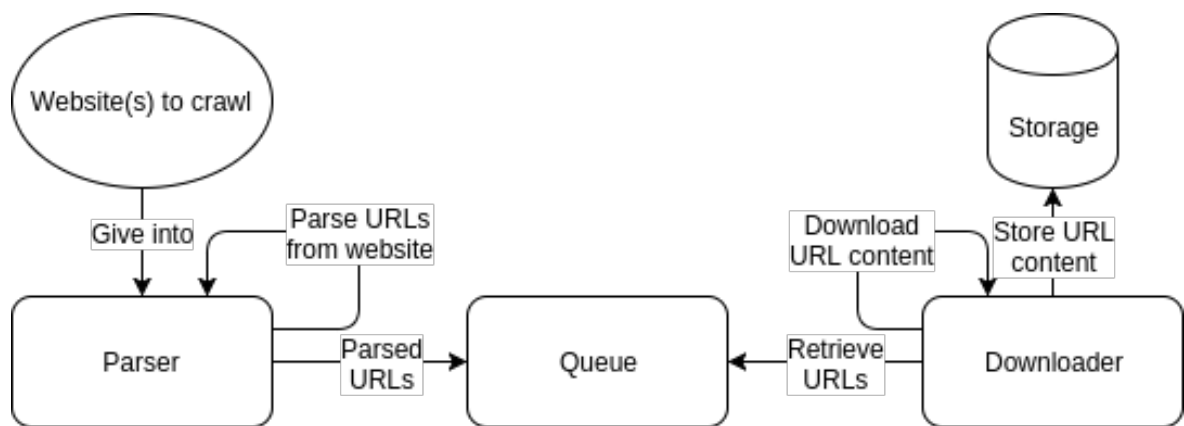 Website(s) to crawl
Storage
Give into
Parse URLs
from website
Download
URL content
Store URL
content
Parser
Parsed
URLs
Queue
Retrieve
URLs
Downloader